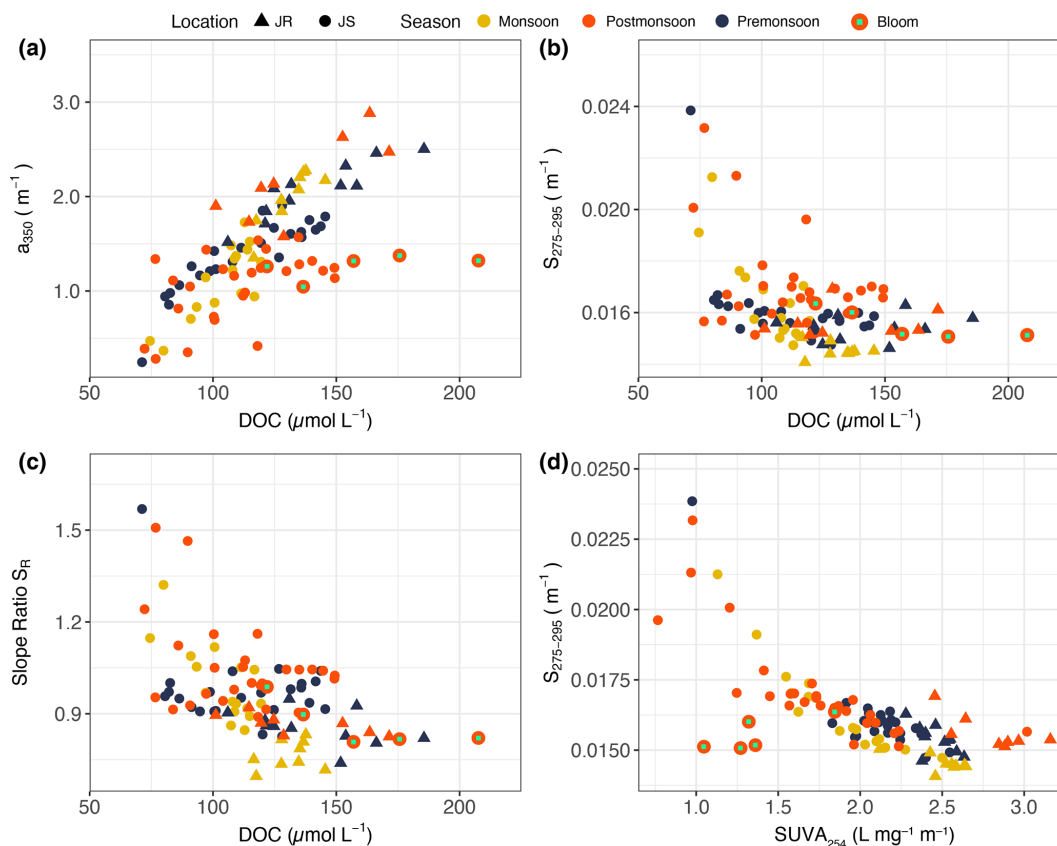 Location JR JS Season Monsoon Postmonsoon Premonsoon Bloom
(a)
3.0
2.0
1.0
a350 ( m−1)
50 100 150 200
DOC (µmol L−1)
(b)
0.024
0.020
0.016
S275−295 ( m−1)
50 100 150 200
DOC (µmol L−1)
(c)
1.5
1.2
0.9
Slope Ratio SR
50 100 150 200
DOC (µmol L−1)
(d)
0.0250
0.0225
0.0200
0.0175
0.0150
S275−295 ( m−1)
1.0 1.5 2.0 2.5 3.0
SUVA254 (L mg−1 m−1)